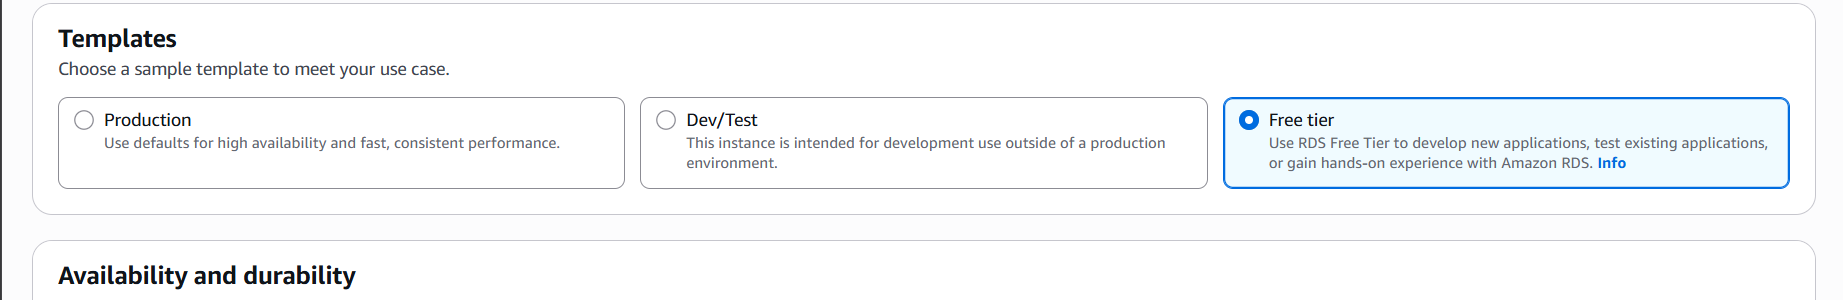 Templates
Choose a sample template to meet your use case.
Production
Use defaults for high availability and fast, consistent performance.
Dev/Test
This instance is intended for development use outside of a production
environment.
Free tier
Use RDS Free Tier to develop new applications, test existing applications,
or gain hands-on experience with Amazon RDS. Info
Availability and durability